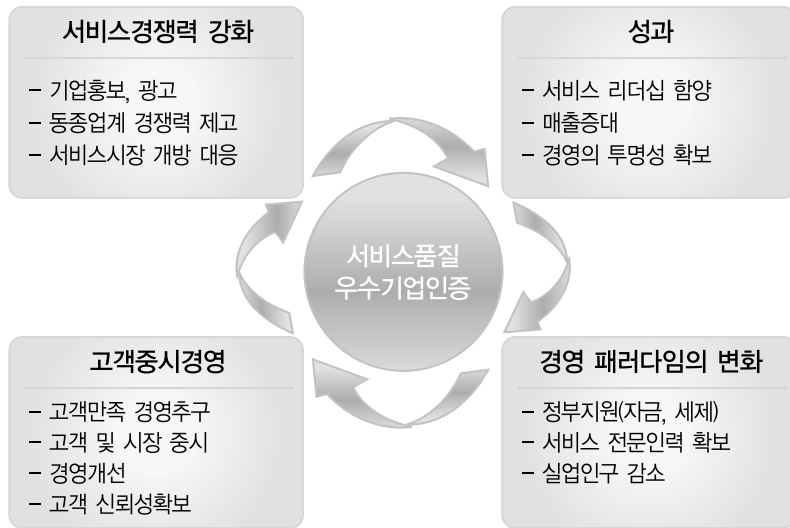 서비스경쟁력 강화
– 기업홍보, 광고
– 동종업계 경쟁력 제고
– 서비스시장 개방 대응
성과
– 서비스 리더십 함양
– 매출증대
– 경영의 투명성 확보
서비스품질
우수기업인증
고객중시경영
– 고객만족 경영추구
– 고객 및 시장 중시
– 경영개선
– 고객 신뢰성확보
경영 패러다임의 변화
– 정부지원(자금, 세제)
– 서비스 전문인력 확보
– 실업인구 감소